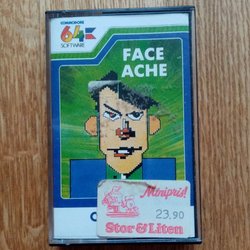 COMMODORE
64
SOFTWARE
FACE
ACHE
Minipris!
23.90
Stor&Liten